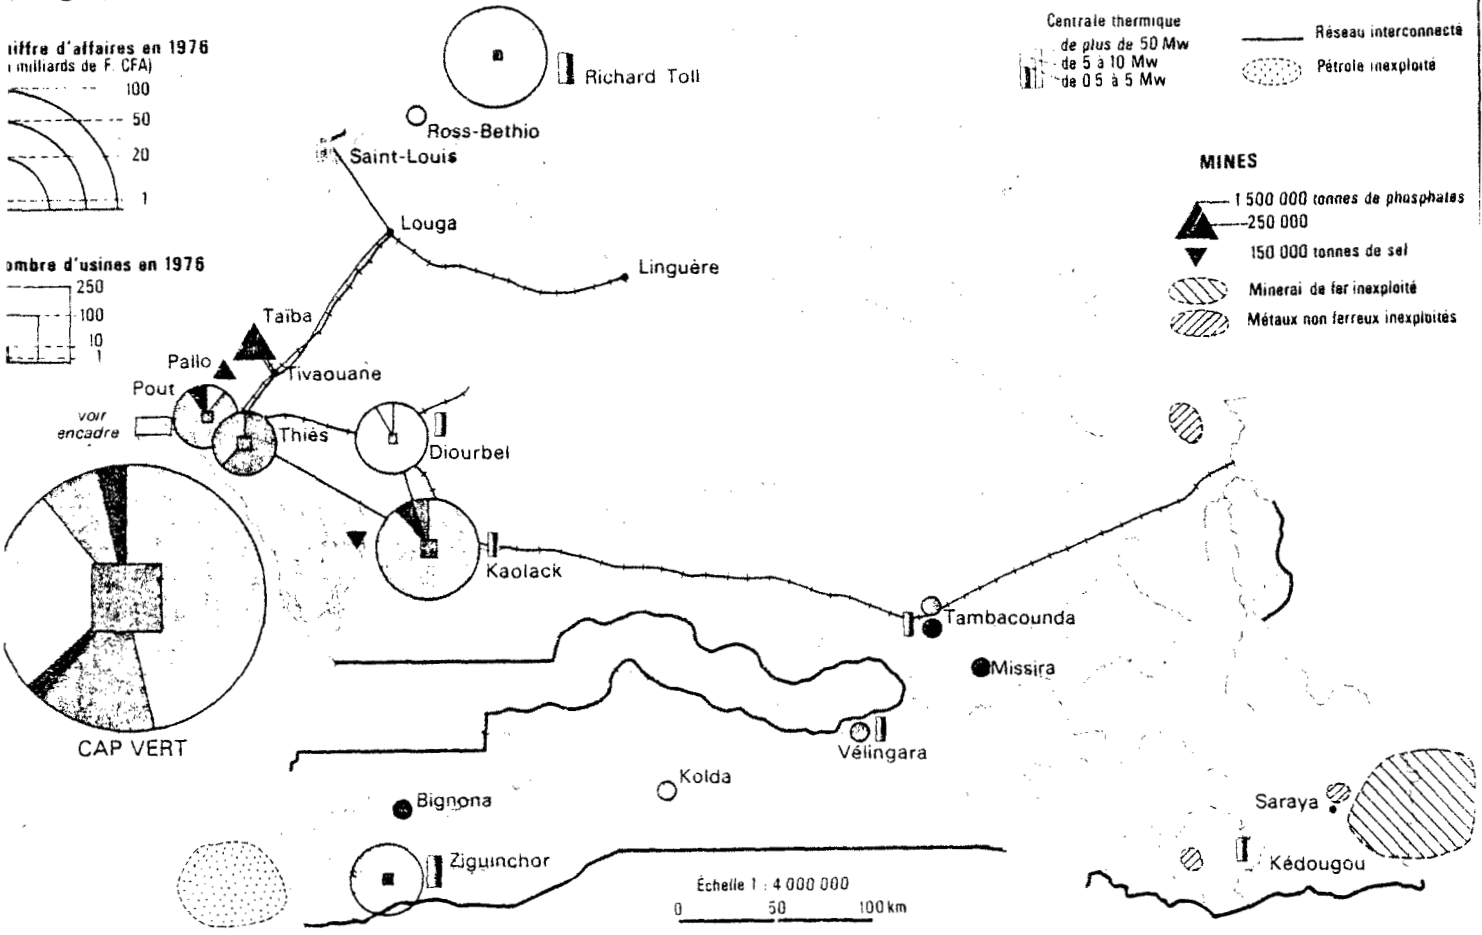 iffre d'affaires en 1976
milliards de F. CFA)
100
50
20
1
ombre d'usines en 1976
250
100
10
1
Centrale thermique
de plus de 50 Mw
de 5 à 10 Mw
de 0 5 à 5 Mw
Réseau interconnecté
Pétrole inexploité
MINES
1 500 000 tonnes de phosphates
250 000
150 000 tonnes de sel
Minerai de fer inexploité
Métaux non ferreux inexploités
Richard Toll
Ross-Bethio
Saint-Louis
Louga
Linguère
Taïba
Pallo
Tivaouane
Pout
voir
encadre
Thiès
Diourbel
Kaolack
CAP VERT
Tambacounda
Missira
Vélingara
Kolda
Bignona
Ziguinchor
Saraya
Kédougou
Échelle 1 : 4 000 000
0 50 100 km